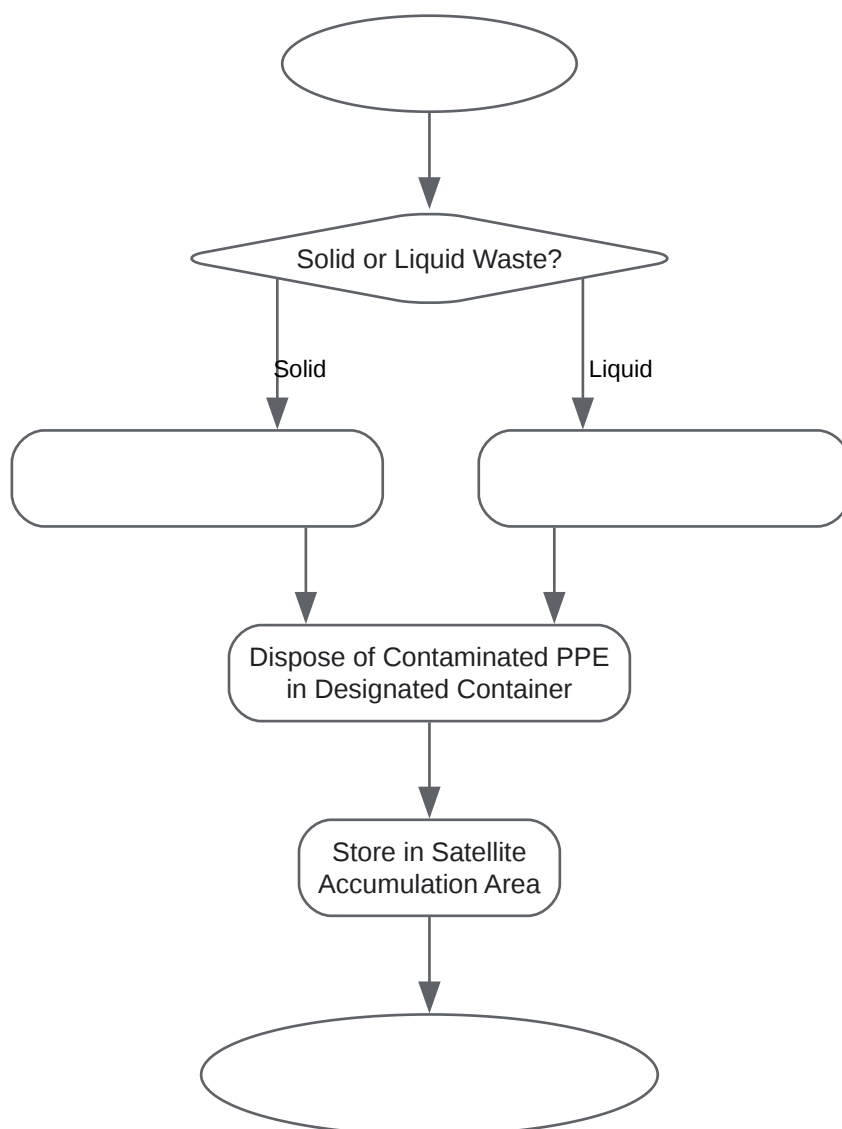 Solid or Liquid Waste?
Solid
Liquid
Dispose of Contaminated PPE
in Designated Container
Store in Satellite
Accumulation Area